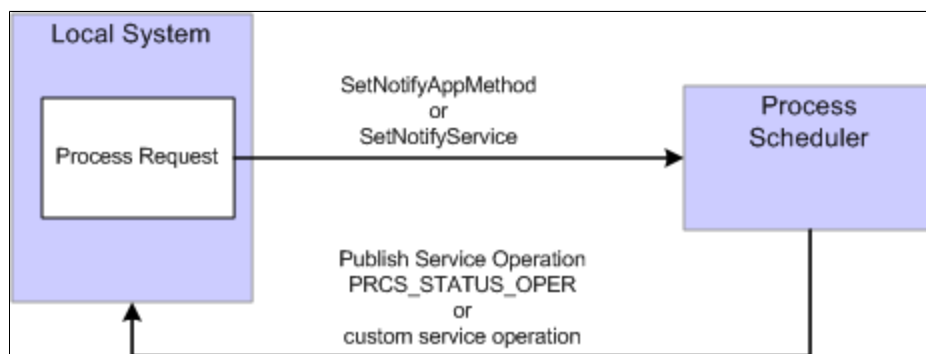 Local System
Process Request
SetNotifyAppMethod
or
SetNotifyService
Process
Scheduler
Publish Service Operation
PRCS_STATUS_OPER
or
custom service operation